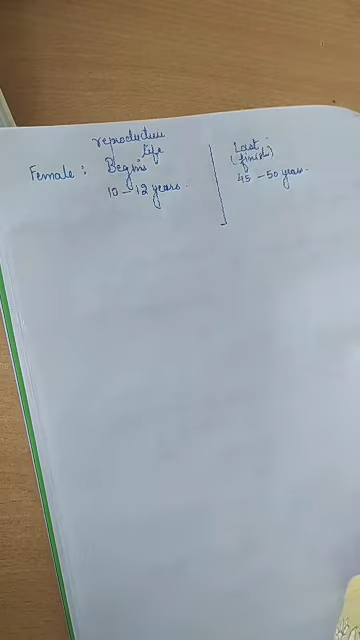 reproductive
life
Female : Begins
10 - 12 years.
Last
(finish)
45 - 50 years.